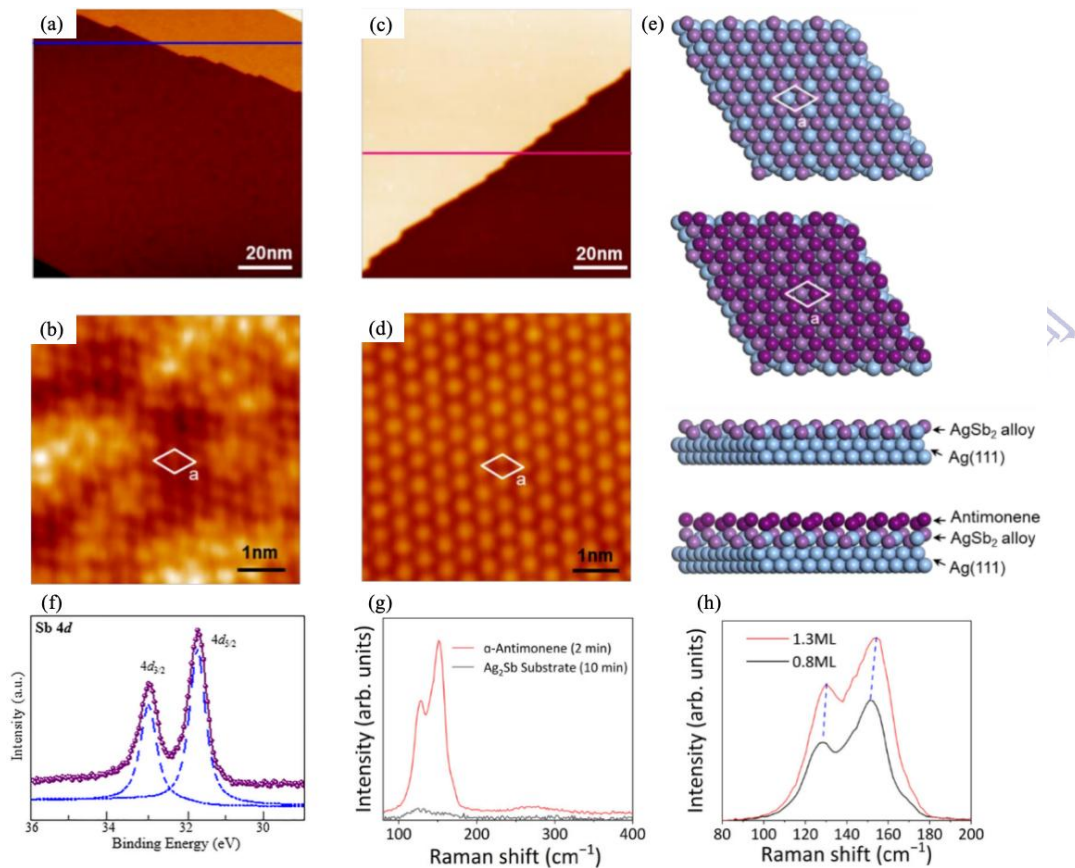 (a)
20nm
(b)
a
1nm
(c)
20nm
(d)
a
1nm
(e)
a
a
AgSb₂ alloy
Ag(111)
Antimonene
AgSb₂ alloy
Ag(111)
(f)
Sb 4d
4d₃/₂
4d₅/₂
Intensity (a.u.)
36 34 32 30
Binding Energy (eV)
(g)
Intensity (arb. units)
α-Antimonene (2 min)
Ag₂Sb Substrate (10 min)
100 200 300 400
Raman shift (cm⁻¹)
(h)
Intensity (arb. units)
1.3ML
0.8ML
80 120 160 200
Raman shift (cm⁻¹)